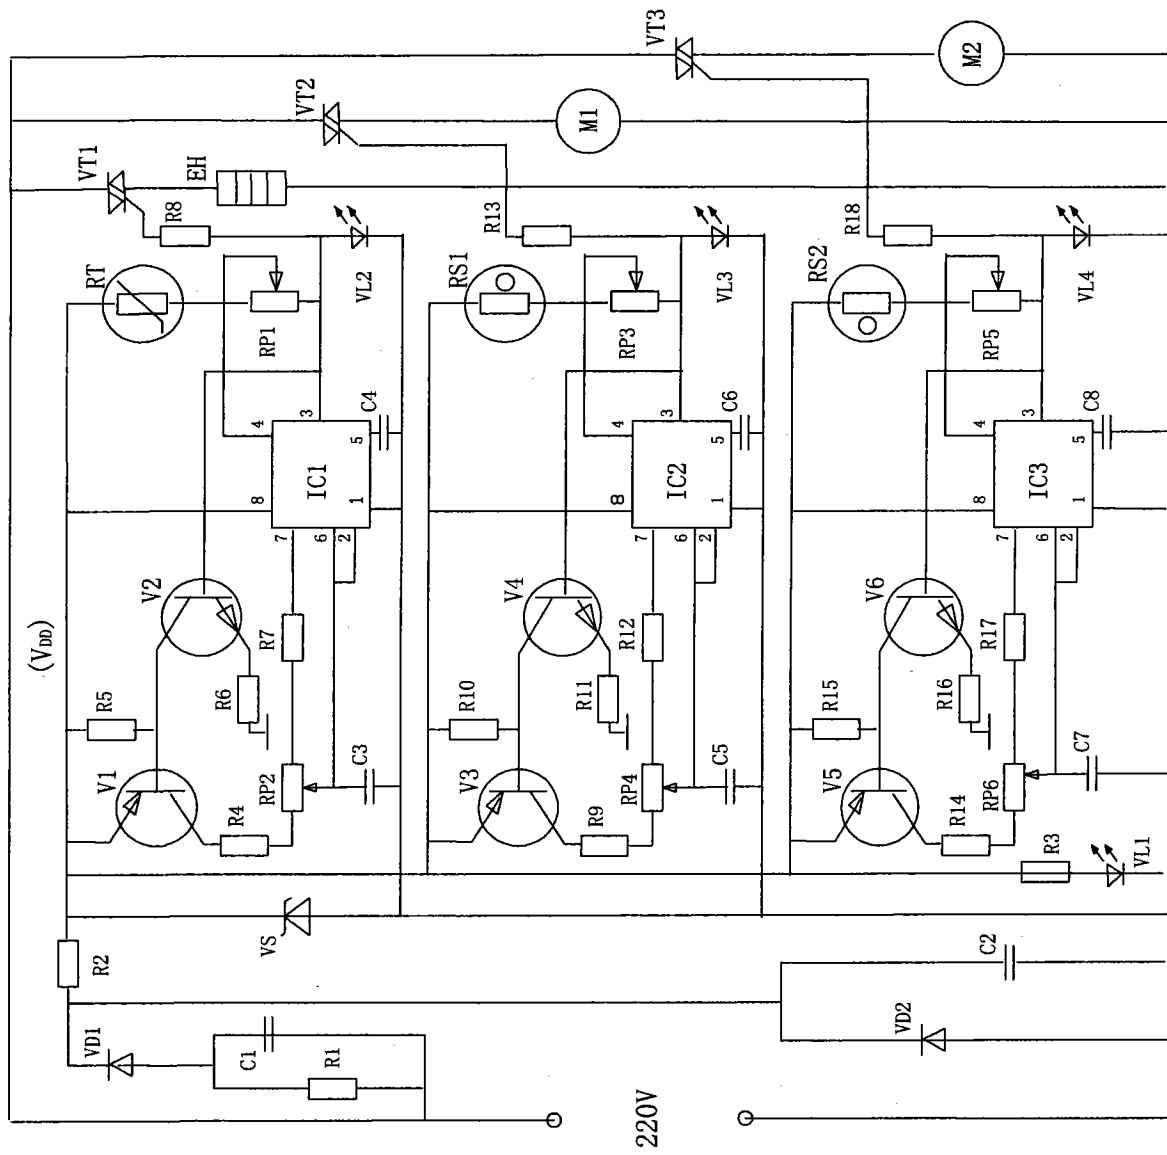 VT3
M2
VT2
M1
VT1
EH
R8
R13
R18
RT
RS1
RS2
VL2
VL3
VL4
RP1
RP3
RP5
C4
C6
C8
4
3
5
8
IC1
1
7
6
2
4
3
5
8
IC2
1
7
6
2
4
3
5
8
IC3
1
7
6
2
V2
V4
V6
R7
R12
R17
(VDD)
R5
R6
R10
R11
R15
R16
V1
RP2
C3
V3
RP4
C5
V5
RP6
C7
R4
R9
R14
R3
VL1
VS
R2
C2
VD1
C1
R1
VD2
220V